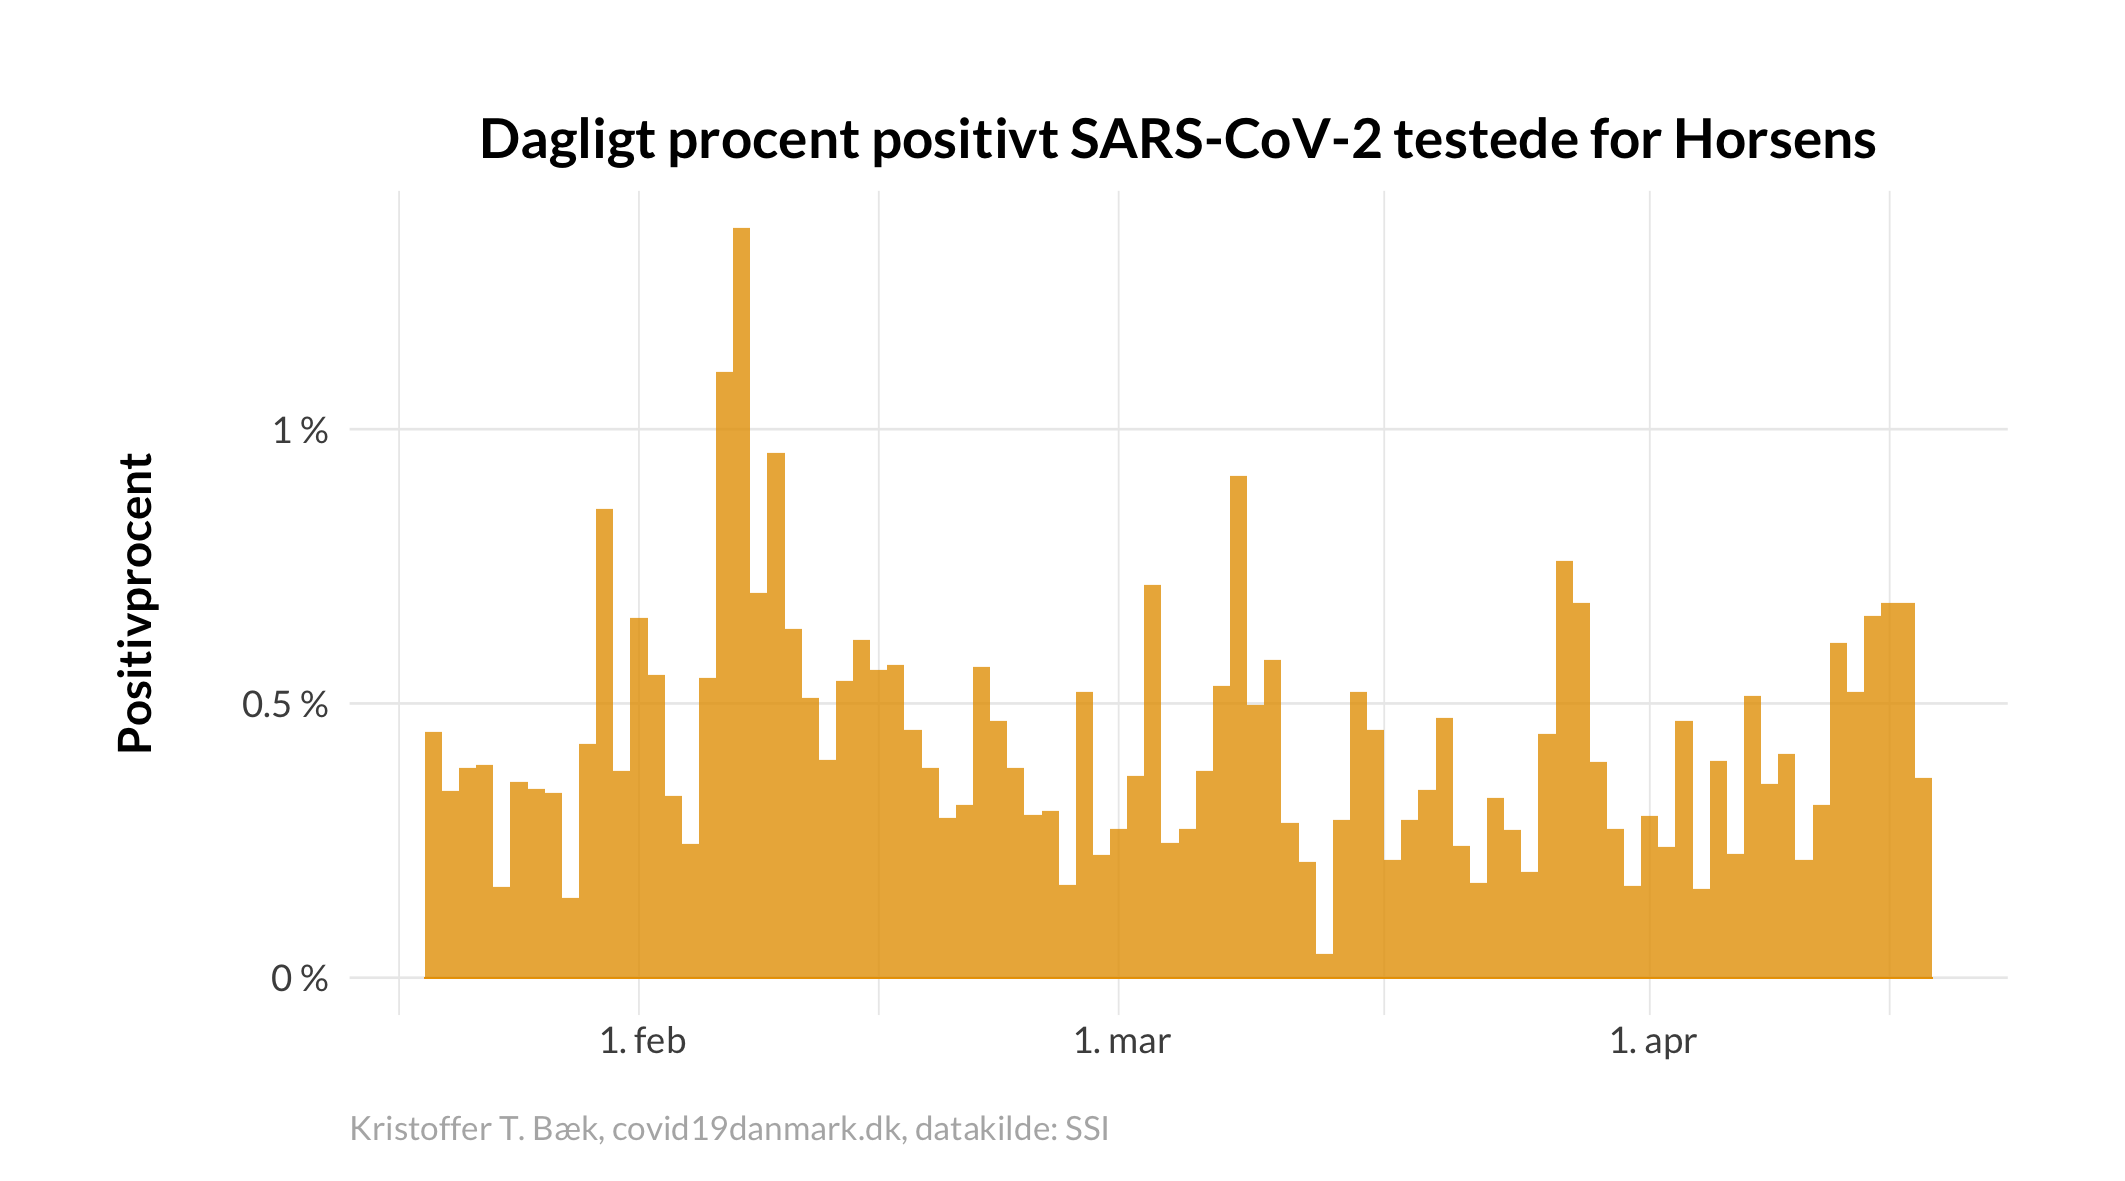 Dagligt procent positivt SARS-CoV-2 testede for Horsens
Positivprocent
1 %
0.5 %
0 %
1. feb
1. mar
1. apr
Kristoffer T. Bæk, covid19danmark.dk, datakilde: SSI